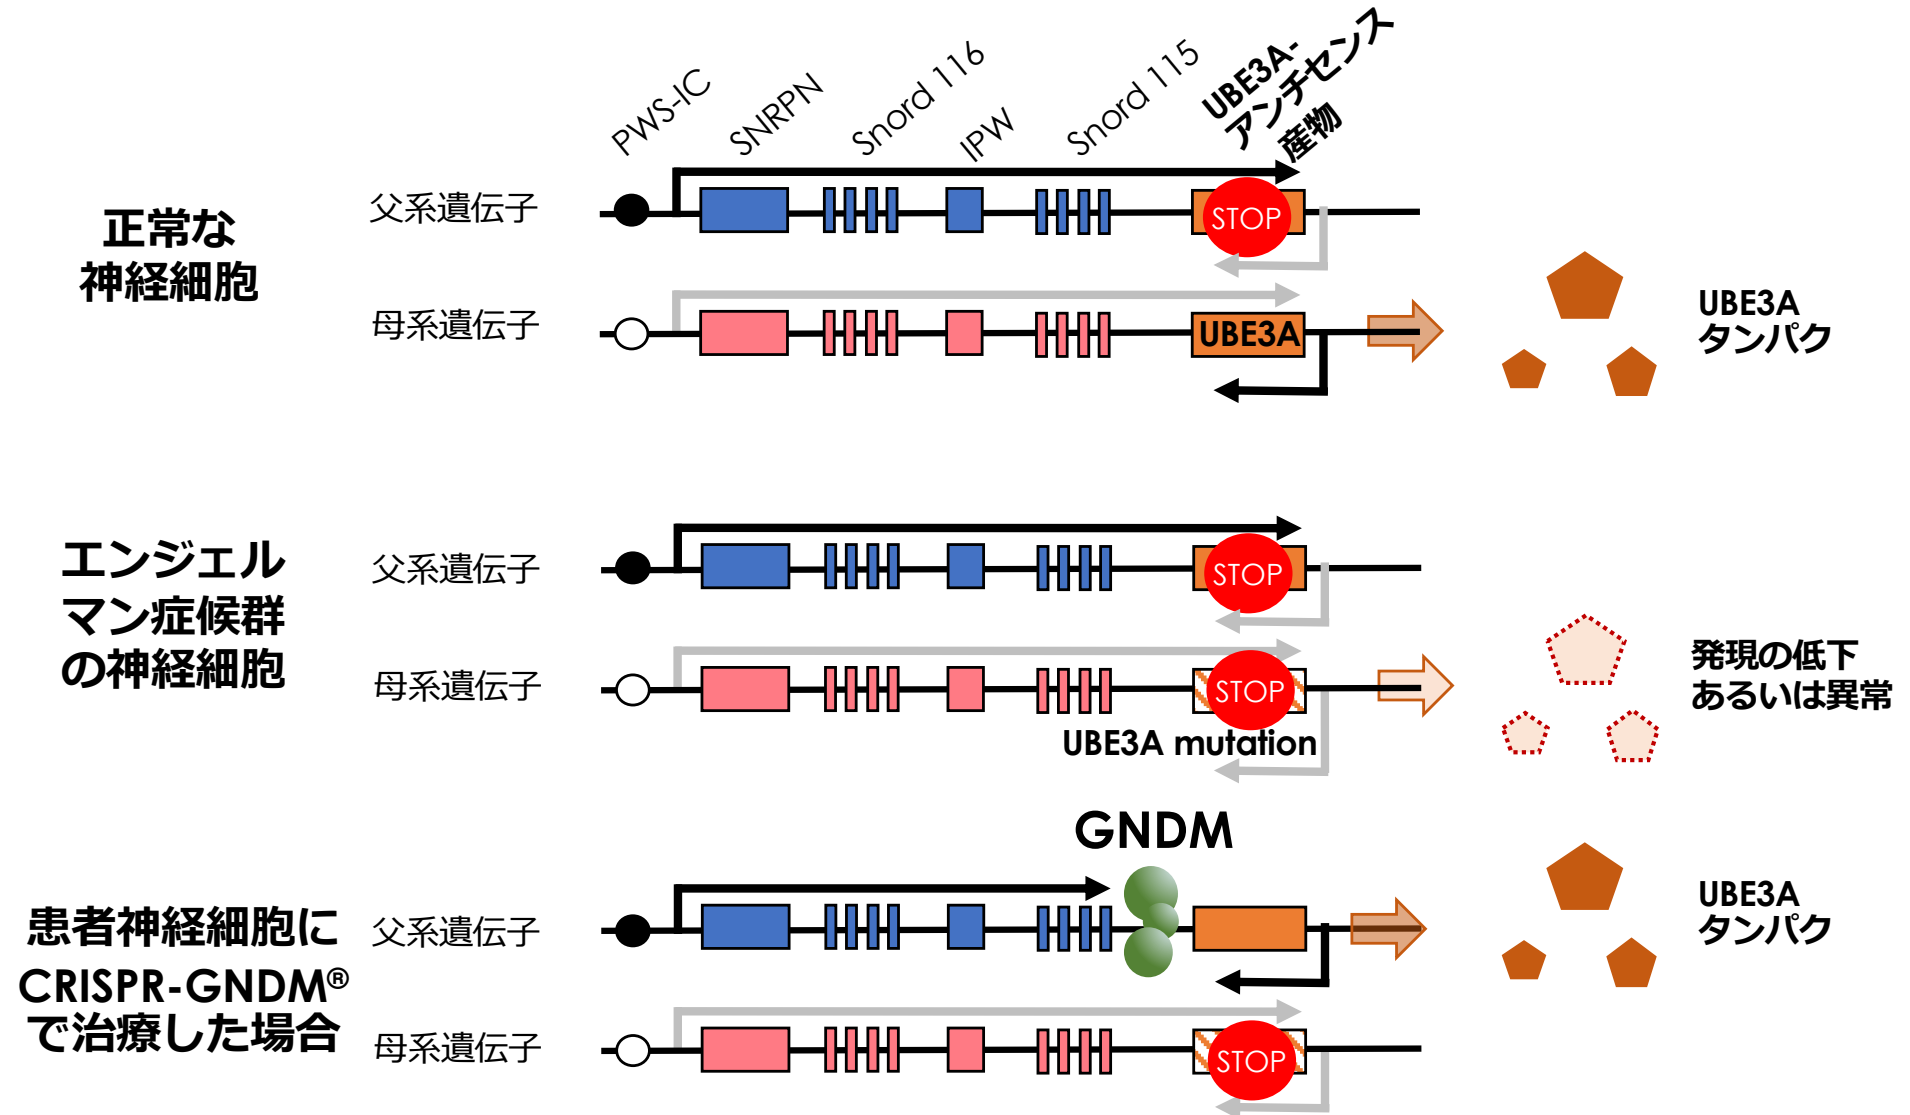 PWS-IC
SNRPN
Snord 116
IPW
Snord 115
UBE3A-
アンチセンス
産物
正常な
神経細胞
父系遺伝子
STOP
母系遺伝子
UBE3A
UBE3A
タンパク
エンジェル
マン症候群
の神経細胞
父系遺伝子
STOP
母系遺伝子
STOP
UBE3A mutation
発現の低下
あるいは異常
GNDM
患者神経細胞に
CRISPR-GNDM®
で治療した場合
父系遺伝子
UBE3A
タンパク
母系遺伝子
STOP